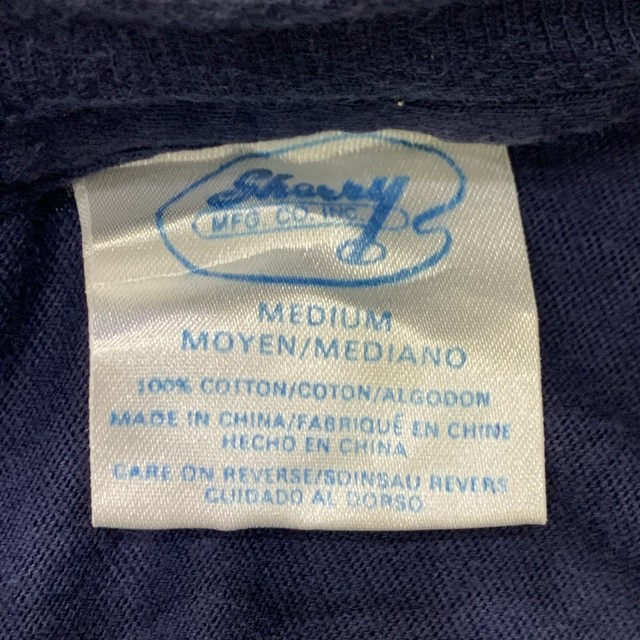 Sherry
MFG. CO. INC.
MEDIUM
MOYEN/MEDIANO
100% COTTON/COTON/ALGODON
MADE IN CHINA/FABRIQUÉ EN CHINE
HECHO EN CHINA
CARE ON REVERSE/SOINSAU REVERS
CUIDADO AL DORSO